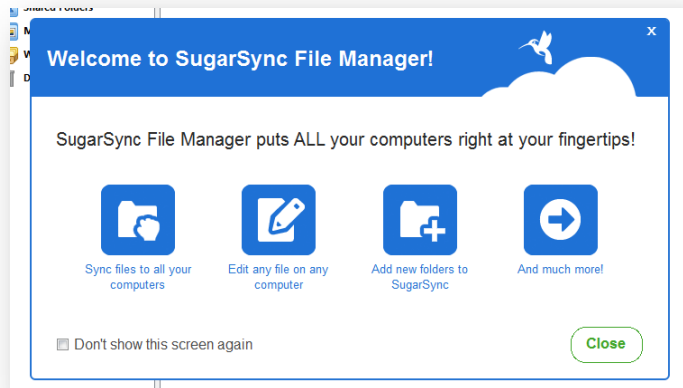 Shared Folders
x
Welcome to SugarSync File Manager!
SugarSync File Manager puts ALL your computers right at your fingertips!
Sync files to all your
computers
Edit any file on any
computer
Add new folders to
SugarSync
And much more!
Don't show this screen again
Close